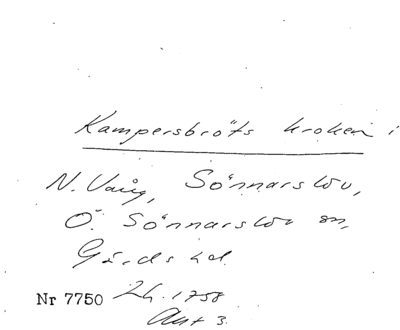 Kampersbröts kroken i
N. Vång, Sönnarslöv,
Ö. Sönnarslöv sn,
Gärds hd
Nr 7750 24. 1758
Akt 3.